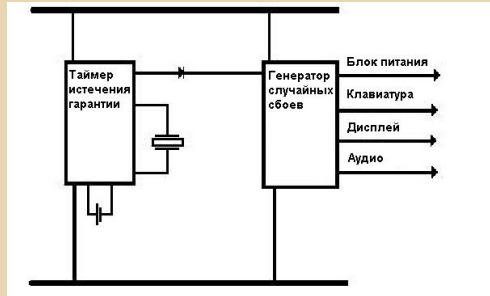 Таймер
истечения
гарантии
Генератор
случайных
сбоев
Блок питания
Клавиатура
Дисплей
Аудио